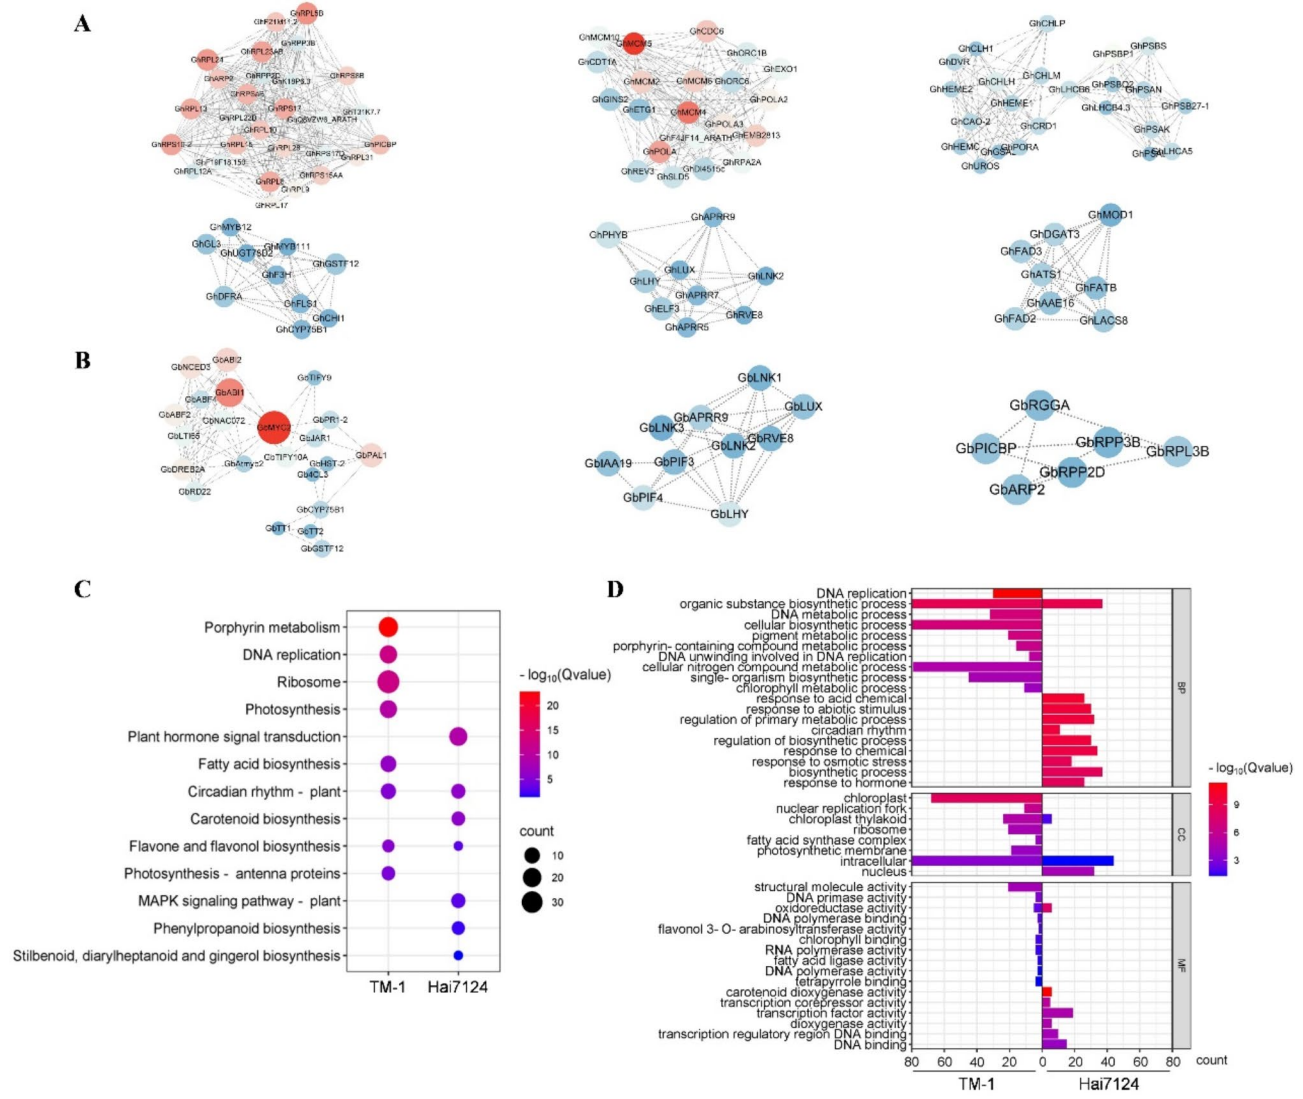 A
GhRPL5B
GhRPP3B
GhRPL23AB
GhRPL24
GhARP2
GhRPP2D
GhRPS6B
GhRPL13
GhRPS17
GhRPL23B
GhRPL10
GhPICBP
GhRPL31
GhRPS17D
GhRPL12A
GhRPS15AA
GhRPL5
GhRPL9
GhRPL17
GhMCM10
GhMCM5
GhCDC6
GhORC1B
GhCDT1A
GhEXO1
GhMCM2
GhMCM6
GhORC6
GhGINS2
GhETG1
GhMCM4
GhPOLA2
GhPOLA3
GhEMB2813
GhPOLA
GhRPA2A
GhREV3
GhSLD5
GhCHLP
GhCLH1
GhDVR
GhCHLH
GhCHLM
GhHEME2
GhHEME1
GhCAO-2
GhCRD1
GhHEMC
GhPORA
GhUROS
GhPSBS
GhPSBP1
GhPSBQ2
GhPSAN
GhLHCB6
GhLHCB4.3
GhPSB27-1
GhPSAK
GhLHCA5
GhMYB12
GhGL3
GhMYB111
GhUGT78D2
GhGSTF12
GhF3H
GhDFRA
GhFLS1
GhCHI1
GhCYP75B1
GhAPRR9
GhPHYB
GhLUX
GhLNK2
GhLHY
GhAPRR7
GhELF3
GhRVE8
GhAPRR5
GhMOD1
GhDGAT3
GhFAD3
GhATS1
GhFATB
GhAAE16
GhFAD2
GhLACS8
B
GbABI2
GbNCED3
GbTIFY9
GbABI1
GbABF4
GbABF2
GbNAC072
GbMYC2
GbPR1-2
GbLTI65
GbJAR1
GbTIFY10A
GbPAL1
GbDREB2A
GbHST-2
Gb4CL3
GbRD22
GbCYP75B1
GbTT1
GbTT2
GbGSTF12
GbLNK1
GbLUX
GbAPRR9
GbLNK3
GbRVE8
GbLNK2
GbIAA19
GbPIF3
GbPIF4
GbLHY
GbRGGA
GbPICBP
GbRPP3B
GbRPL3B
GbRPP2D
GbARP2
C
Porphyrin metabolism
DNA replication
Ribosome
Photosynthesis
Plant hormone signal transduction
Fatty acid biosynthesis
Circadian rhythm - plant
Carotenoid biosynthesis
Flavone and flavonol biosynthesis
Photosynthesis - antenna proteins
MAPK signaling pathway - plant
Phenylpropanoid biosynthesis
Stilbenoid, diarylheptanoid and gingerol biosynthesis
TM-1 Hai7124
- log10(Qvalue)
20
15
10
5
count
10
20
30
D
DNA replication
organic substance biosynthetic process
DNA metabolic process
cellular biosynthetic process
pigment metabolic process
porphyrin- containing compound metabolic process
DNA unwinding involved in DNA replication
cellular nitrogen compound metabolic process
single- organism biosynthetic process
chlorophyll metabolic process
response to acid chemical
response to abiotic stimulus
regulation of primary metabolic process
circadian rhythm
regulation of biosynthetic process
response to chemical
response to osmotic stress
biosynthetic process
response to hormone
BP
chloroplast
nuclear replication fork
chloroplast thylakoid
ribosome
fatty acid synthase complex
photosynthetic membrane
intracellular
nucleus
CC
structural molecule activity
DNA primase activity
oxidoreductase activity
DNA polymerase binding
flavonol 3- O- arabinosyltransferase activity
chlorophyll binding
RNA polymerase activity
fatty acid ligase activity
DNA polymerase activity
tetrapyrrole binding
carotenoid dioxygenase activity
transcription corepressor activity
transcription factor activity
dioxygenase activity
transcription regulatory region DNA binding
DNA binding
MF
80 60 40 20 0 20 40 60 80 count
TM-1 Hai7124
- log10(Qvalue)
9
6
3